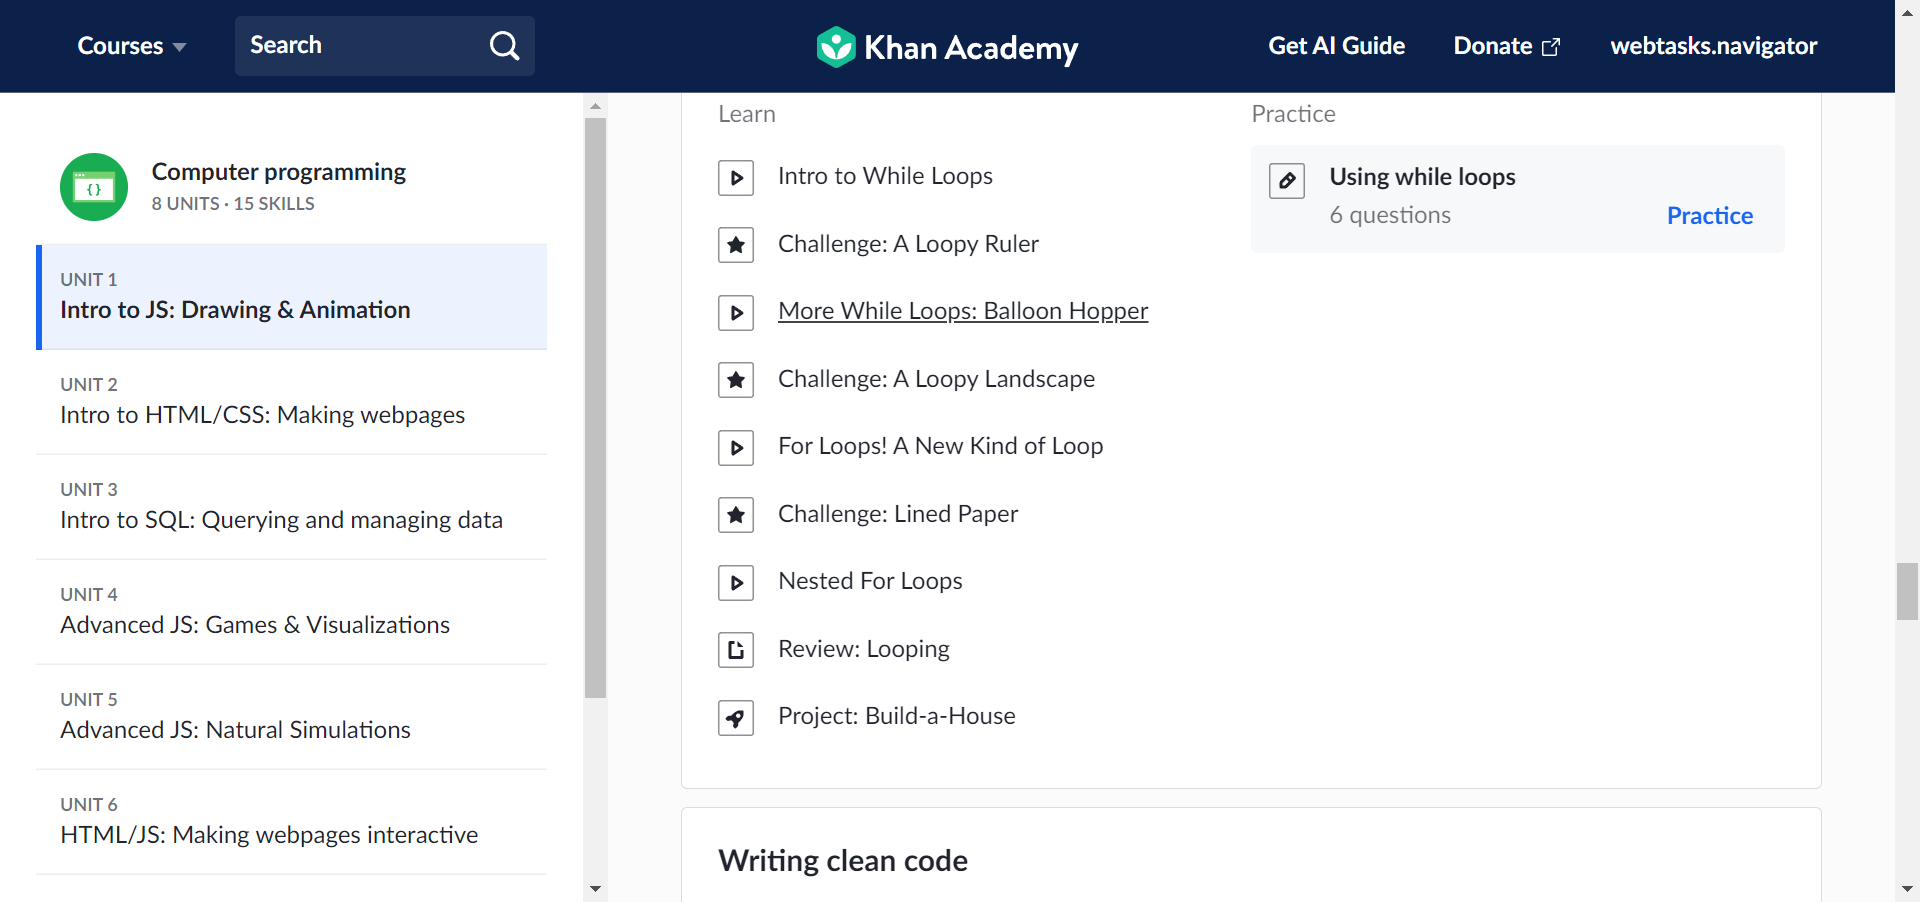 Courses
Search
Khan Academy
Get AI Guide
Donate
webtasks.navigator
Computer programming
8 UNITS · 15 SKILLS
UNIT 1
Intro to JS: Drawing & Animation
UNIT 2
Intro to HTML/CSS: Making webpages
UNIT 3
Intro to SQL: Querying and managing data
UNIT 4
Advanced JS: Games & Visualizations
UNIT 5
Advanced JS: Natural Simulations
UNIT 6
HTML/JS: Making webpages interactive
Learn
Intro to While Loops
Challenge: A Loopy Ruler
More While Loops: Balloon Hopper
Challenge: A Loopy Landscape
For Loops! A New Kind of Loop
Challenge: Lined Paper
Nested For Loops
Review: Looping
Project: Build-a-House
Practice
Using while loops
6 questions
Practice
Writing clean code